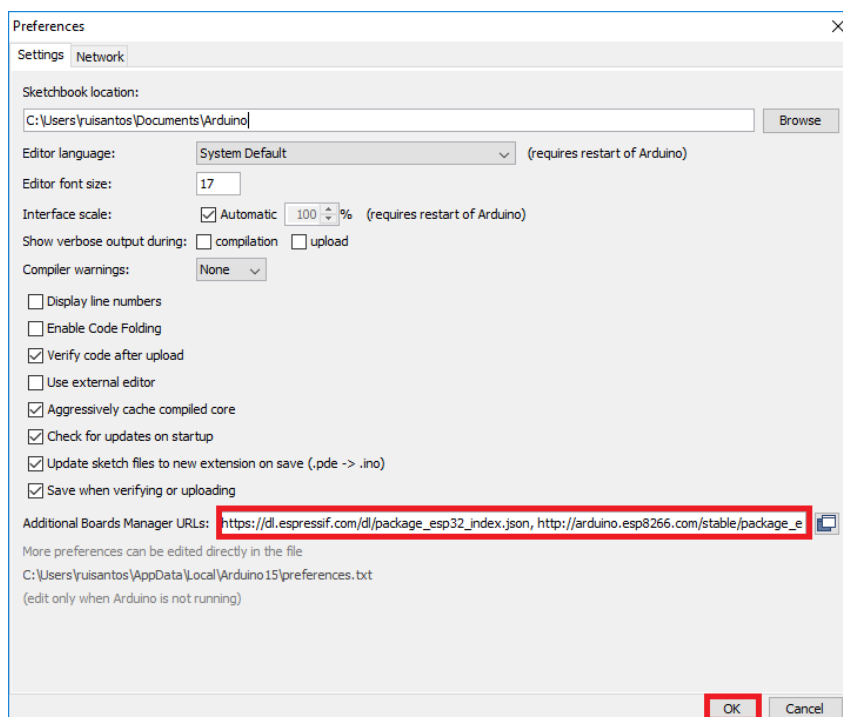 Preferences
Settings Network
Sketchbook location:
C:\Users\ruisantos\Documents\Arduino Browse
Editor language: System Default (requires restart of Arduino)
Editor font size: 17
Interface scale: Automatic 100 % (requires restart of Arduino)
Show verbose output during: compilation upload
Compiler warnings: None
Display line numbers
Enable Code Folding
Verify code after upload
Use external editor
Aggressively cache compiled core
Check for updates on startup
Update sketch files to new extension on save (.pde -> .ino)
Save when verifying or uploading
Additional Boards Manager URLs: https://dl.espressif.com/dl/package_esp32_index.json, http://arduino.esp8266.com/stable/package_e
More preferences can be edited directly in the file
C:\Users\ruisantos\AppData\Local\Arduino15\preferences.txt
(edit only when Arduino is not running)
OK Cancel